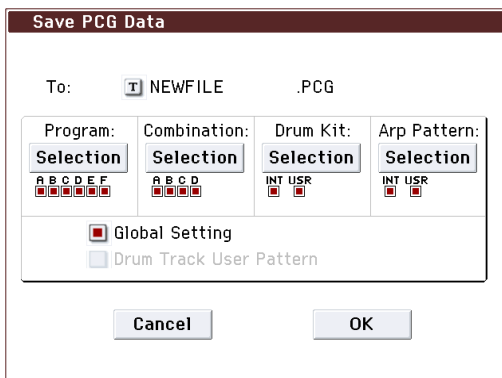 Save PCG Data
To: T NEWFILE .PCG
Program: Combination: Drum Kit: Arp Pattern:
Selection Selection Selection Selection
A B C D E F A B C D INT USR INT USR
Global Setting
Drum Track User Pattern
Cancel OK